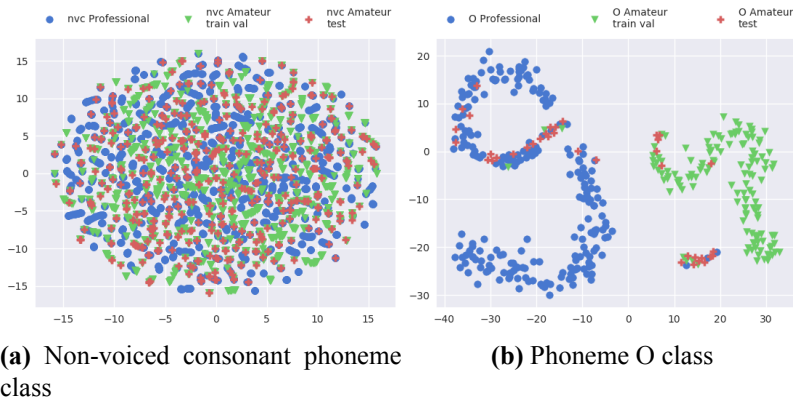 nvc Professional nvc Amateur train val nvc Amateur test
15
10
5
0
−5
−10
−15
−15 −10 −5 0 5 10 15
(a) Non-voiced consonant phoneme
class
O Professional O Amateur train val O Amateur test
20
10
0
−10
−20
−30
−40 −30 −20 −10 0 10 20 30
(b) Phoneme O class